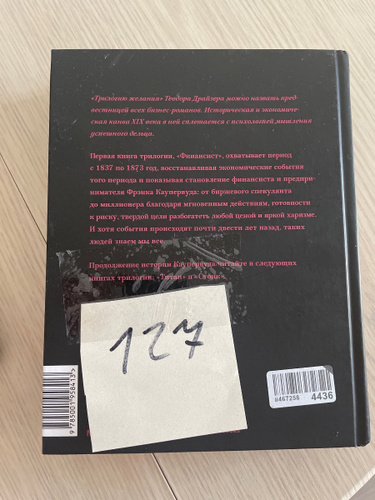 «Трилогию желания» Теодора Драйзера можно назвать пред-
вестницей всех бизнес-романов. Историческая и экономиче-
ская канва XIX века в ней сплетается с психологией мышления
успешного дельца.
Первая книга трилогии, «Финансист», охватывает период
с 1837 по 1873 год, восстанавливая экономические события
того периода и показывая становление финансиста и предпри-
нимателя Фрэнка Каупервуда: от биржевого спекулянта
до миллионера благодаря мгновенным действиям, готовности
к риску, твердой цели разбогатеть любой ценой и яркой харизме.
И хотя события происходят почти двести лет назад, таких
людей знаем мы все.
Продолжение истории Каупервуда читайте в следующих
книгах трилогии, «Титан» и «Стоик».
127
9785001958413>
4436